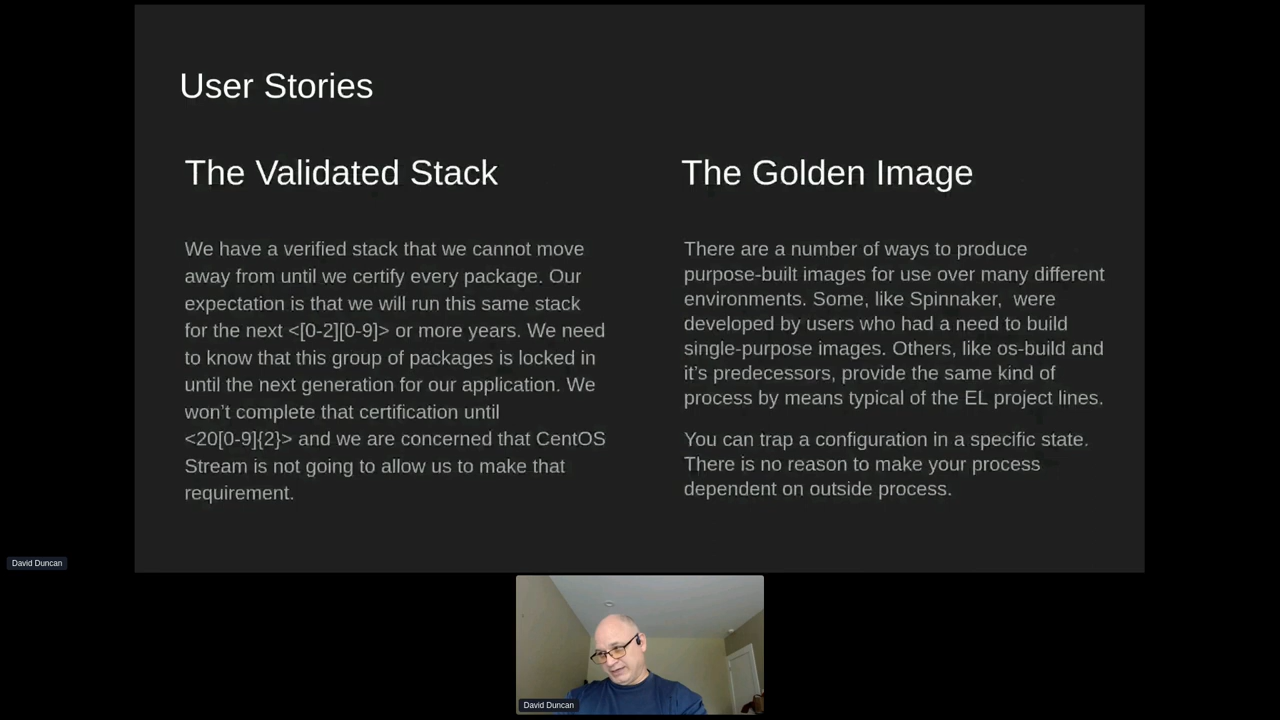 User Stories
The Validated Stack
We have a verified stack that we cannot move
away from until we certify every package. Our
expectation is that we will run this same stack
for the next <[0-2][0-9]> or more years. We need
to know that this group of packages is locked in
until the next generation for our application. We
won’t complete that certification until
<20[0-9]{2}> and we are concerned that CentOS
Stream is not going to allow us to make that
requirement.
The Golden Image
There are a number of ways to produce
purpose-built images for use over many different
environments. Some, like Spinnaker,  were
developed by users who had a need to build
single-purpose images. Others, like os-build and
it’s predecessors, provide the same kind of
process by means typical of the EL project lines.
You can trap a configuration in a specific state.
There is no reason to make your process
dependent on outside process.
David Duncan
David Duncan